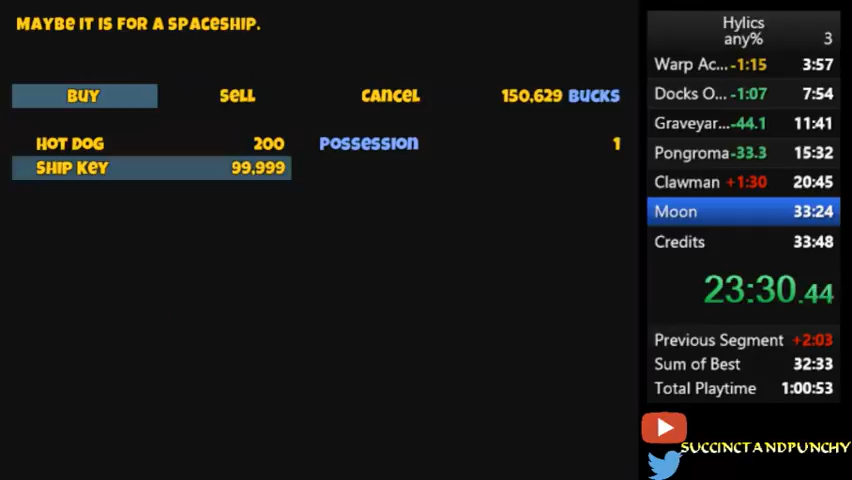 MAYBE IT IS FOR A SPACESHIP.
BUY SELL CANCEL 150,629 BUCKS
HOT DOG 200 POSSESSION 1
SHIP KEY 99,999
Hylics
any% 3
Warp Ac... -1:15 3:57
Docks O... -1:07 7:54
Graveyar... -44.1 11:41
Pongroma -33.3 15:32
Clawman +1:30 20:45
Moon 33:24
Credits 33:48
23:30.44
Previous Segment +2:03
Sum of Best 32:33
Total Playtime 1:00:53
SUCCINCTANDPUNCHY